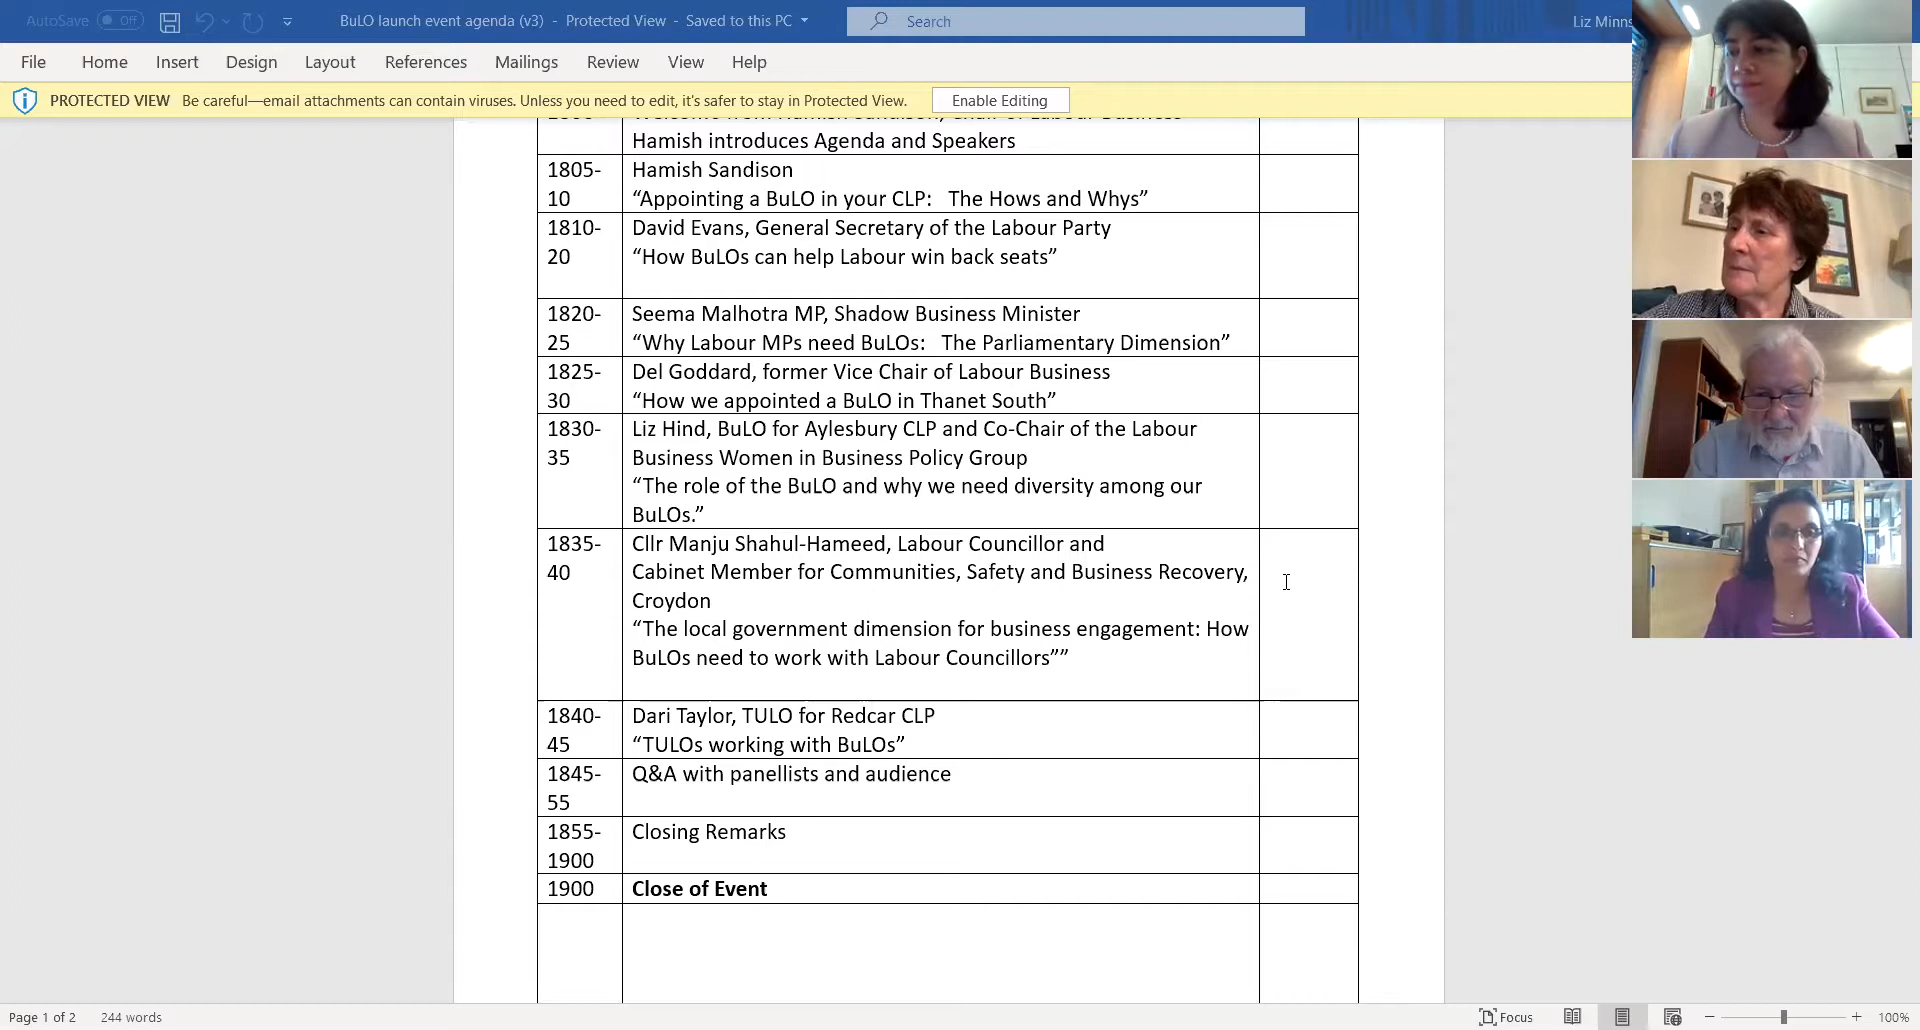 AutoSave Off BuLO launch event agenda (v3) - Protected View - Saved to this PC Search Liz Minns
File Home Insert Design Layout References Mailings Review View Help
PROTECTED VIEW Be careful—email attachments can contain viruses. Unless you need to edit, it's safer to stay in Protected View. Enable Editing
Hamish introduces Agenda and Speakers
1805-
10
Hamish Sandison
“Appointing a BuLO in your CLP: The Hows and Whys”
1810-
20
David Evans, General Secretary of the Labour Party
“How BuLOs can help Labour win back seats”
1820-
25
Seema Malhotra MP, Shadow Business Minister
“Why Labour MPs need BuLOs: The Parliamentary Dimension”
1825-
30
Del Goddard, former Vice Chair of Labour Business
“How we appointed a BuLO in Thanet South”
1830-
35
Liz Hind, BuLO for Aylesbury CLP and Co-Chair of the Labour
Business Women in Business Policy Group
“The role of the BuLO and why we need diversity among our
BuLOs.”
1835-
40
Cllr Manju Shahul-Hameed, Labour Councillor and
Cabinet Member for Communities, Safety and Business Recovery,
Croydon
“The local government dimension for business engagement: How
BuLOs need to work with Labour Councillors””
1840-
45
Dari Taylor, TULO for Redcar CLP
“TULOs working with BuLOs”
1845-
55
Q&A with panellists and audience
1855-
1900
Closing Remarks
1900
Close of Event
Page 1 of 2 244 words Focus 100%